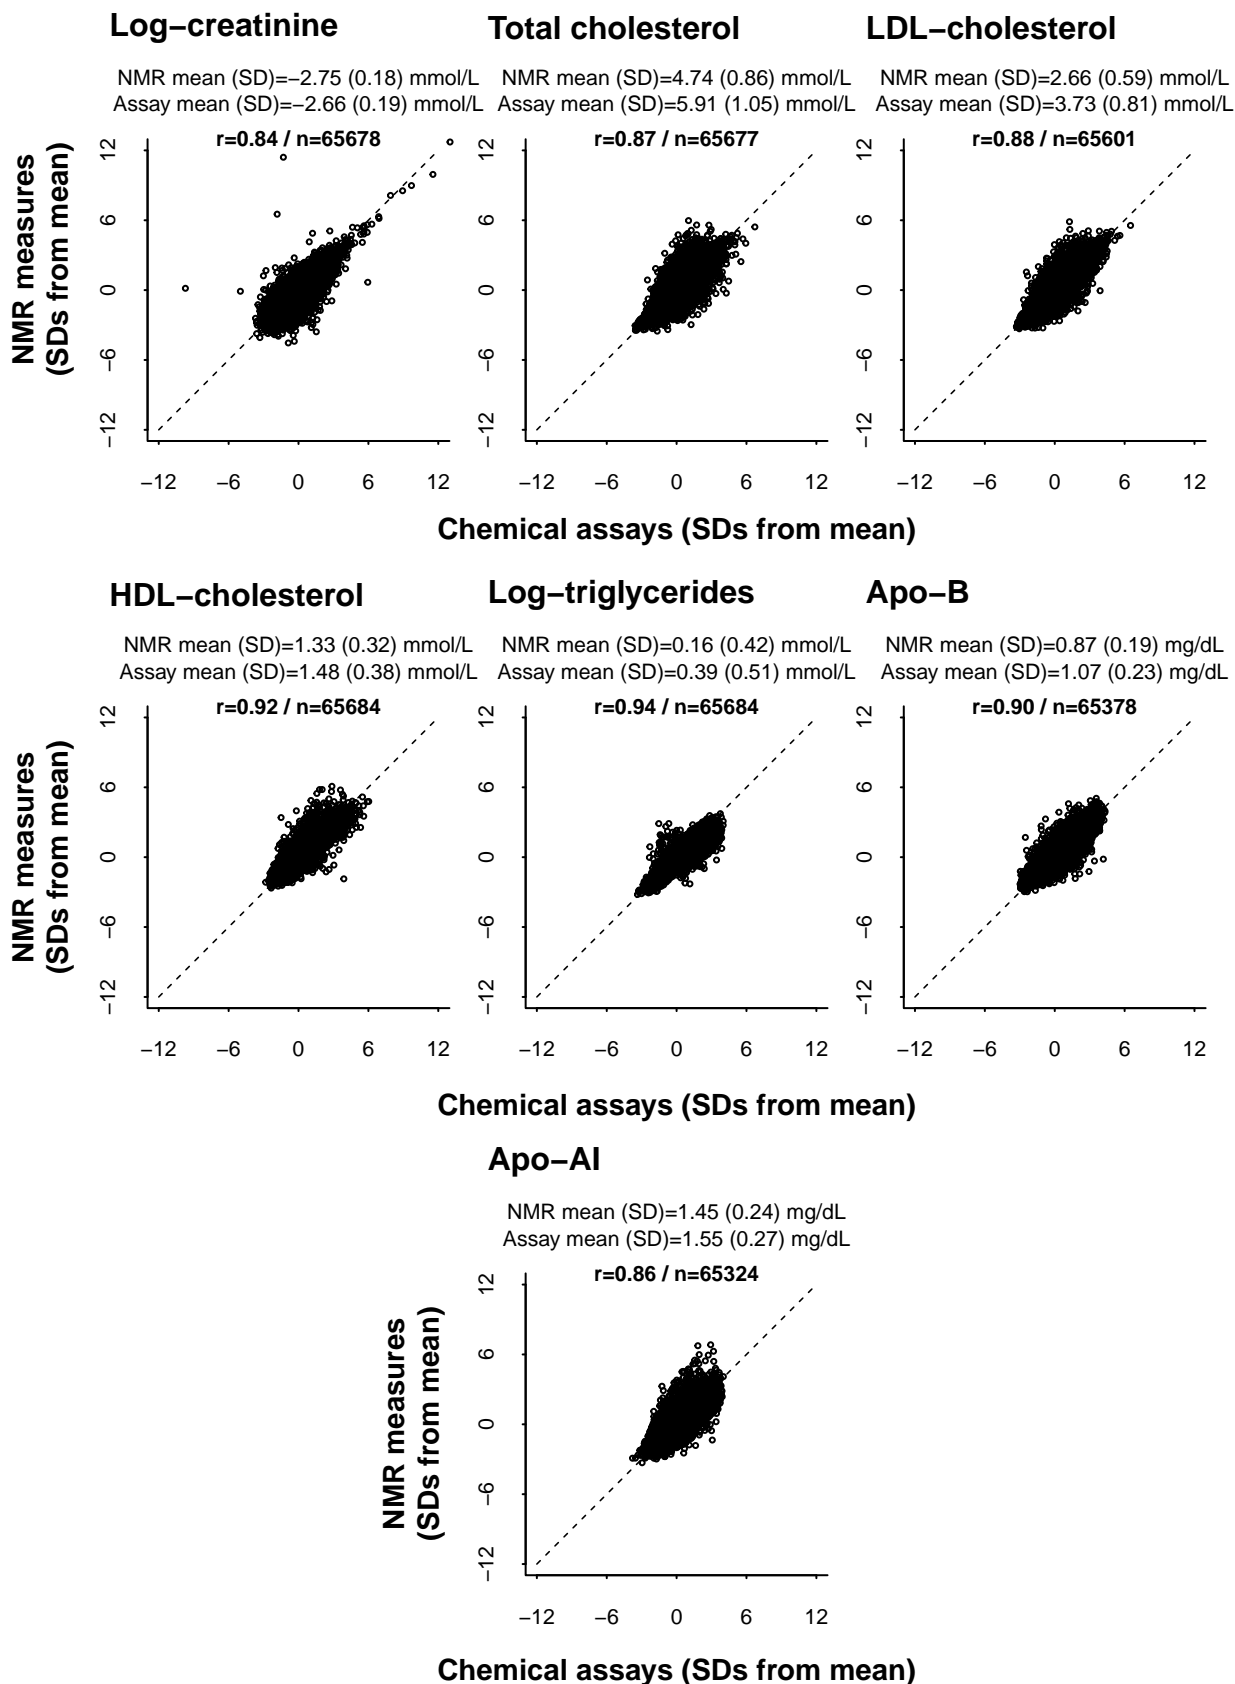 Log−creatinine
NMR mean (SD)=−2.75 (0.18) mmol/L
Assay mean (SD)=−2.66 (0.19) mmol/L
r=0.84 / n=65678
NMR measures
(SDs from mean)
12
6
0
−6
−12
−12 −6 0 6 12
Total cholesterol
NMR mean (SD)=4.74 (0.86) mmol/L
Assay mean (SD)=5.91 (1.05) mmol/L
r=0.87 / n=65677
−12 −6 0 6 12
LDL−cholesterol
NMR mean (SD)=2.66 (0.59) mmol/L
Assay mean (SD)=3.73 (0.81) mmol/L
r=0.88 / n=65601
12
6
0
−6
−12
−12 −6 0 6 12
Chemical assays (SDs from mean)
HDL−cholesterol
NMR mean (SD)=1.33 (0.32) mmol/L
Assay mean (SD)=1.48 (0.38) mmol/L
r=0.92 / n=65684
NMR measures
(SDs from mean)
12
6
0
−6
−12
−12 −6 0 6 12
Log−triglycerides
NMR mean (SD)=0.16 (0.42) mmol/L
Assay mean (SD)=0.39 (0.51) mmol/L
r=0.94 / n=65684
12
6
0
−6
−12
−12 −6 0 6 12
Apo−B
NMR mean (SD)=0.87 (0.19) mg/dL
Assay mean (SD)=1.07 (0.23) mg/dL
r=0.90 / n=65378
12
6
0
−6
−12
−12 −6 0 6 12
Chemical assays (SDs from mean)
Apo−AI
NMR mean (SD)=1.45 (0.24) mg/dL
Assay mean (SD)=1.55 (0.27) mg/dL
r=0.86 / n=65324
NMR measures
(SDs from mean)
12
6
0
−6
−12
−12 −6 0 6 12
Chemical assays (SDs from mean)